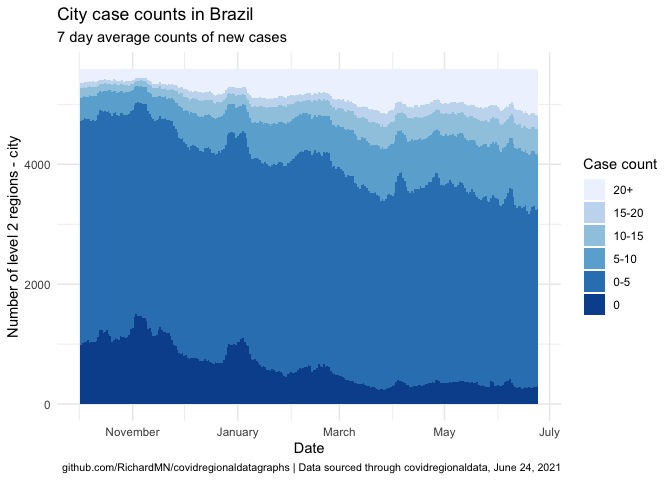 City case counts in Brazil
7 day average counts of new cases
Number of level 2 regions - city
4000
2000
0
November
January
March
May
July
Date
Case count
20+
15-20
10-15
5-10
0-5
0
github.com/RichardMN/covidregionaldatagraphs | Data sourced through covidregionaldata, June 24, 2021